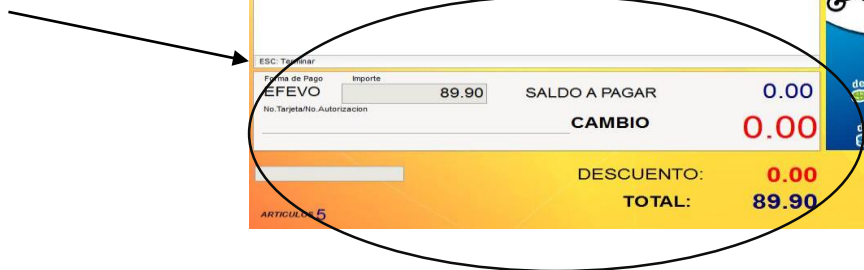 ESC: Terminar
Forma de Pago Importe
EFEVO 89.90 SALDO A PAGAR 0.00
No.Tarjeta/No.Autorizacion
CAMBIO 0.00
DESCUENTO: 0.00
TOTAL: 89.90
ARTICULOS 5